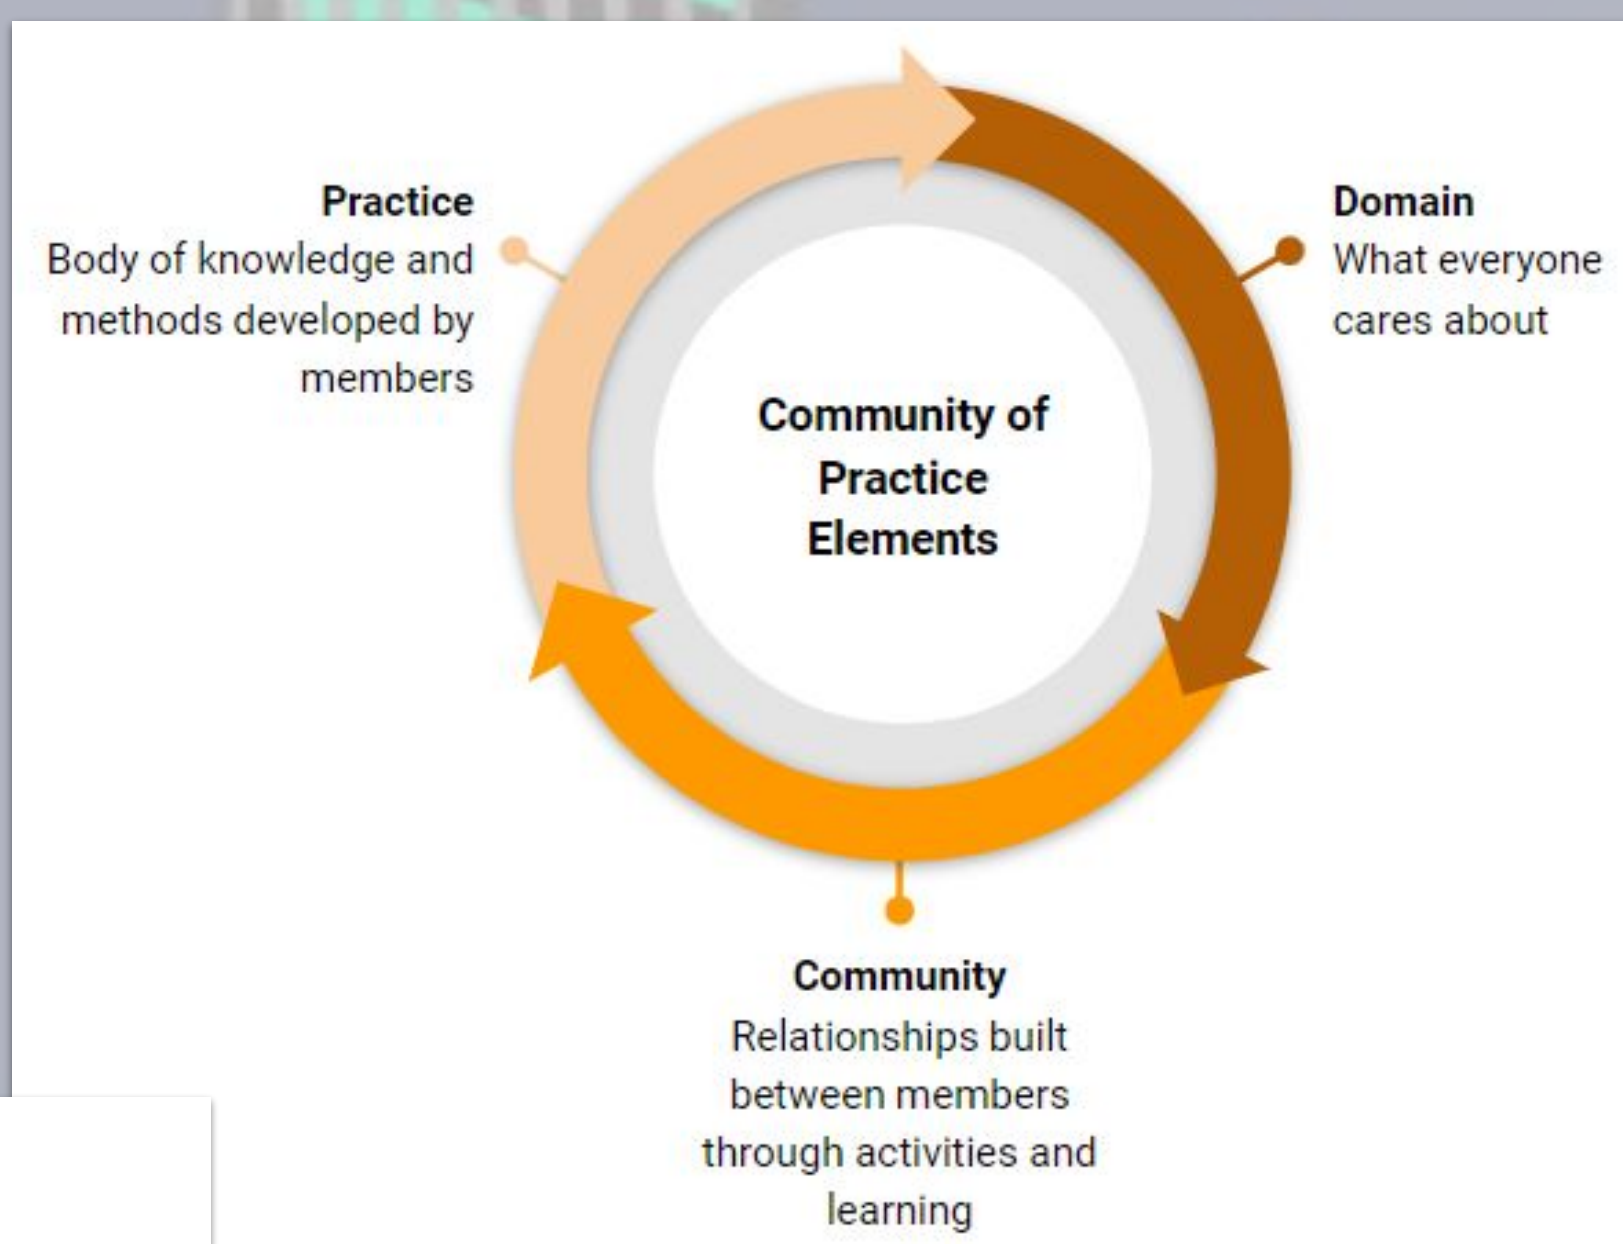 Practice
Body of knowledge and
methods developed by
members
Domain
What everyone
cares about
Community of
Practice
Elements
Community
Relationships built
between members
through activities and
learning